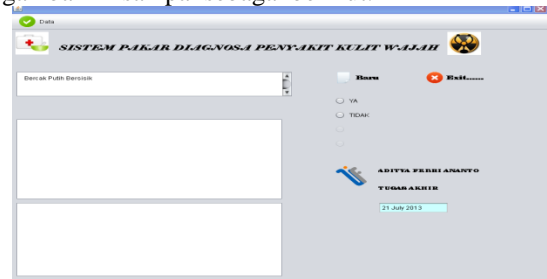 Data
SISTEM PAKAR DIAGNOSA PENYAKIT KULIT WAJAH
Bercak Putih Bersisik
Baru
Exit......
YA
TIDAK
ADITYA FEBRI ANANTO
TUGAS AKHIR
21 July 2013